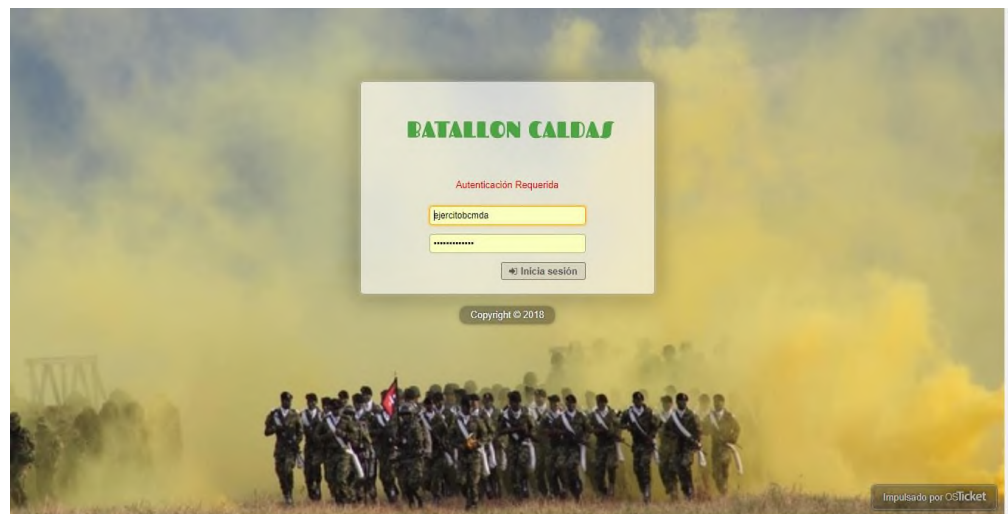 BATALLON CALDAS
Autenticación Requerida
ejercitobcmda
•••••••••••••
Inicia sesión
Copyright © 2018
Impulsado por OSTicket